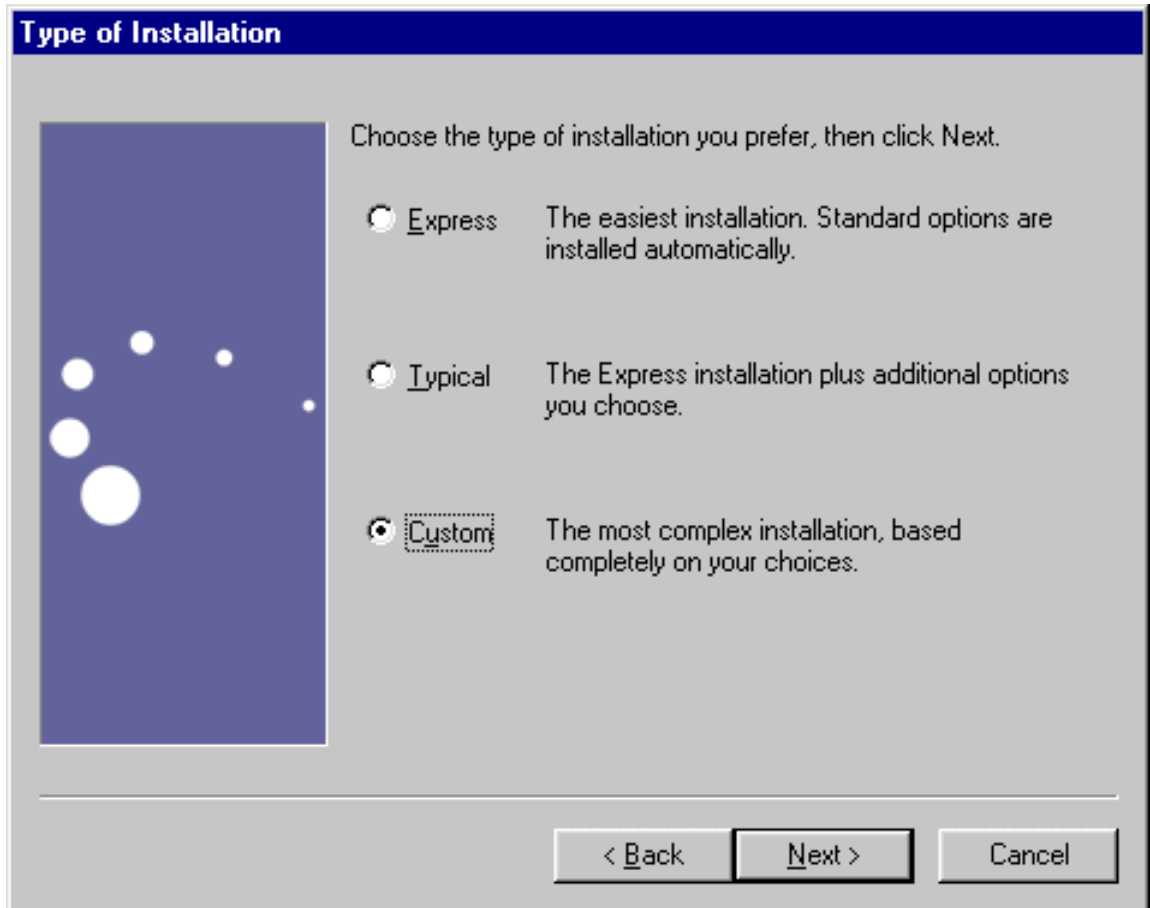 Type of Installation
Choose the type of installation you prefer, then click Next.
Express The easiest installation. Standard options are
installed automatically.
Typical The Express installation plus additional options
you choose.
Custom The most complex installation, based
completely on your choices.
< Back Next > Cancel